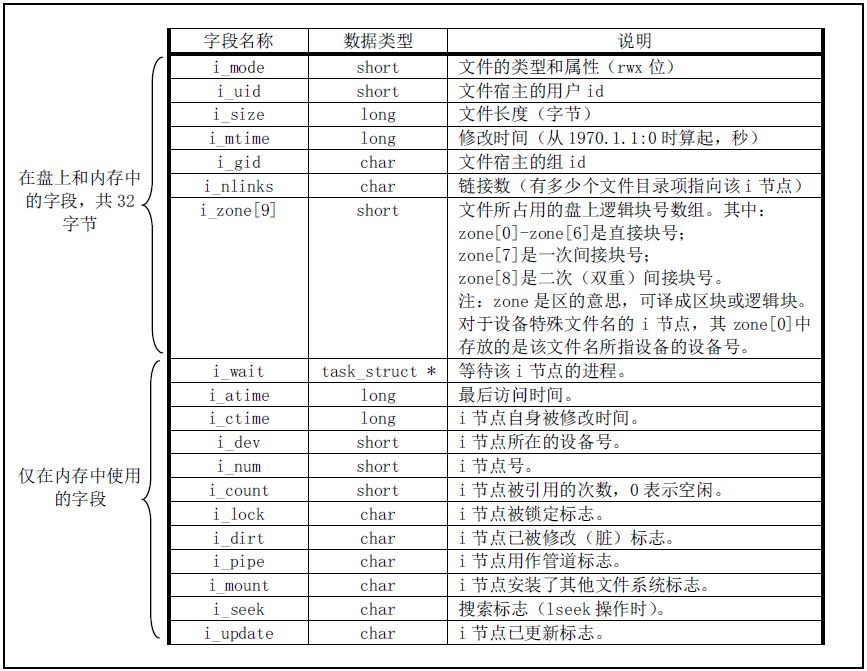 字段名称 数据类型 说明
i_mode short 文件的类型和属性（rwx 位）
i_uid short 文件宿主的用户 id
i_size long 文件长度（字节）
i_mtime long 修改时间（从 1970.1.1:0 时算起，秒）
i_gid char 文件宿主的组 id
i_nlinks char 链接数（有多少个文件目录项指向该 i 节点）
i_zone[9] short 文件所占用的盘上逻辑块号数组。其中：
zone[0]-zone[6]是直接块号；
zone[7]是一次间接块号；
zone[8]是二次（双重）间接块号。
注：zone 是区的意思，可译成区块或逻辑块。
对于设备特殊文件名的 i 节点，其 zone[0]中
存放的是该文件名所指设备的设备号。
在盘上和内存中
的字段，共 32
字节
i_wait task_struct * 等待该 i 节点的进程。
i_atime long 最后访问时间。
i_ctime long i 节点自身被修改时间。
i_dev short i 节点所在的设备号。
i_num short i 节点号。
i_count short i 节点被引用的次数，0 表示空闲。
i_lock char i 节点被锁定标志。
i_dirt char i 节点已被修改（脏）标志。
i_pipe char i 节点用作管道标志。
i_mount char i 节点安装了其他文件系统标志。
i_seek char 搜索标志（lseek 操作时）。
i_update char i 节点已更新标志。
仅在内存中使用
的字段